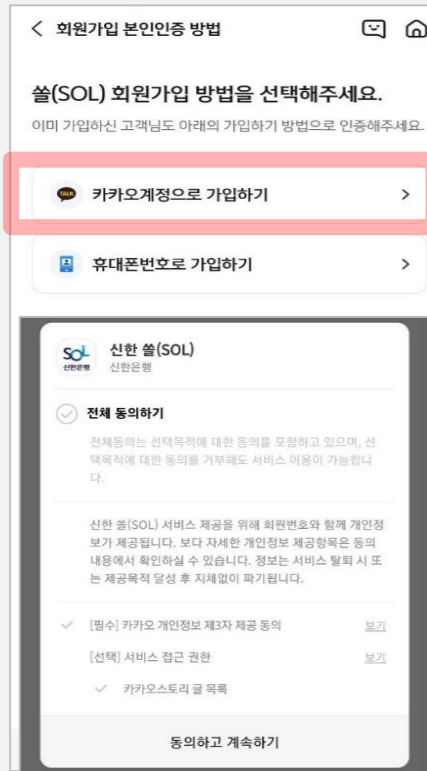 회원가입 본인인증 방법
쏠(SOL) 회원가입 방법을 선택해주세요.
이미 가입하신 고객님도 아래의 가입하기 방법으로 인증해주세요.
TALK 카카오계정으로 가입하기
휴대폰번호로 가입하기
SOL 신한 쏠(SOL)
신한은행 신한은행
전체 동의하기
전체동의는 선택목적에 대한 동의를 포함하고 있으며, 선
택목적에 대한 동의를 거부해도 서비스 이용이 가능합니
다.
신한 쏠(SOL) 서비스 제공을 위해 회원번호와 함께 개인정
보가 제공됩니다. 보다 자세한 개인정보 제공항목은 동의
내용에서 확인하실 수 있습니다. 정보는 서비스 탈퇴 시 또
는 제공목적 달성 후 지체없이 파기됩니다.
[필수] 카카오 개인정보 제3자 제공 동의 보기
[선택] 서비스 접근 권한 보기
카카오스토리 글 목록
동의하고 계속하기